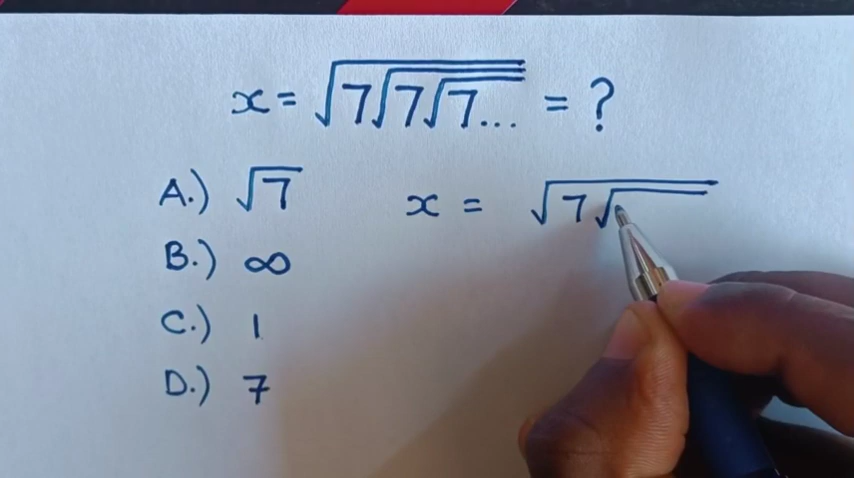 x = √7√7√7... = ?
A.) √7
x = √7√
B.) ∞
C.) 1
D.) 7